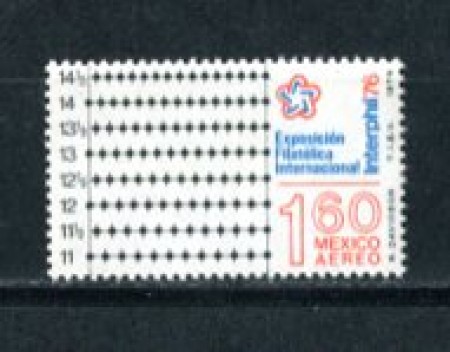 14½
14
13½
13
12½
12
11½
11
Exposición
Filatélica
Internacional
Interphil 76
1.60
MEXICO
AEREO